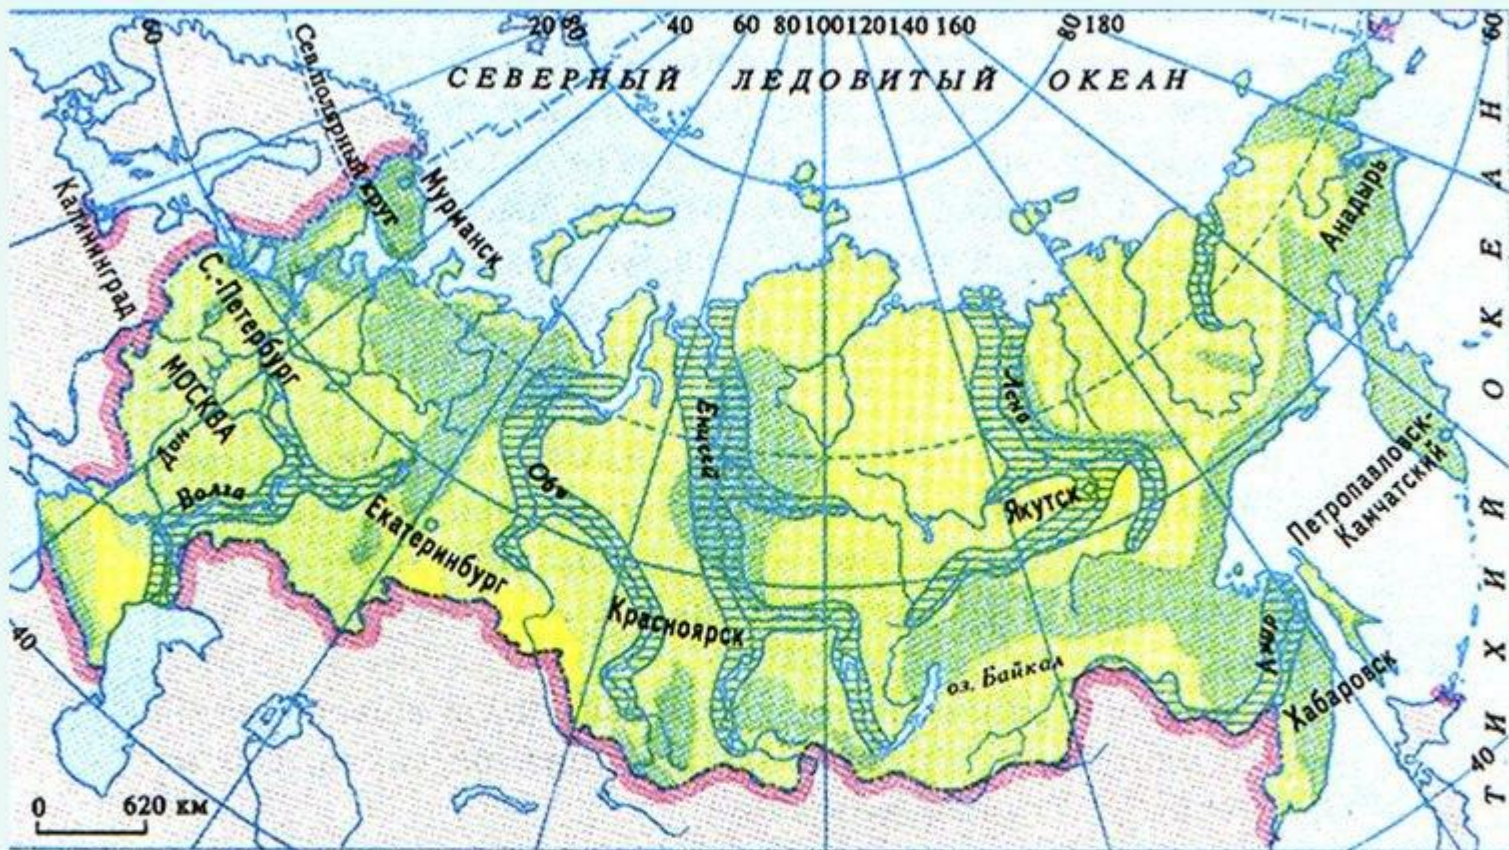 60
20
80
40
60
80
100
120
140
160
80
180
60
СЕВЕРНЫЙ ЛЕДОВИТЫЙ ОКЕАН
Сев.полярный круг
Мурманск
Калининград
С.-Петербург
МОСКВА
Дон
Волга
Екатеринбург
Обь
Енисей
Красноярск
Лена
Якутск
оз. Байкал
Амур
Хабаровск
Анадырь
Петропавловск-
Камчатский
ТИХИЙ ОКЕАН
40
40
0 620 км